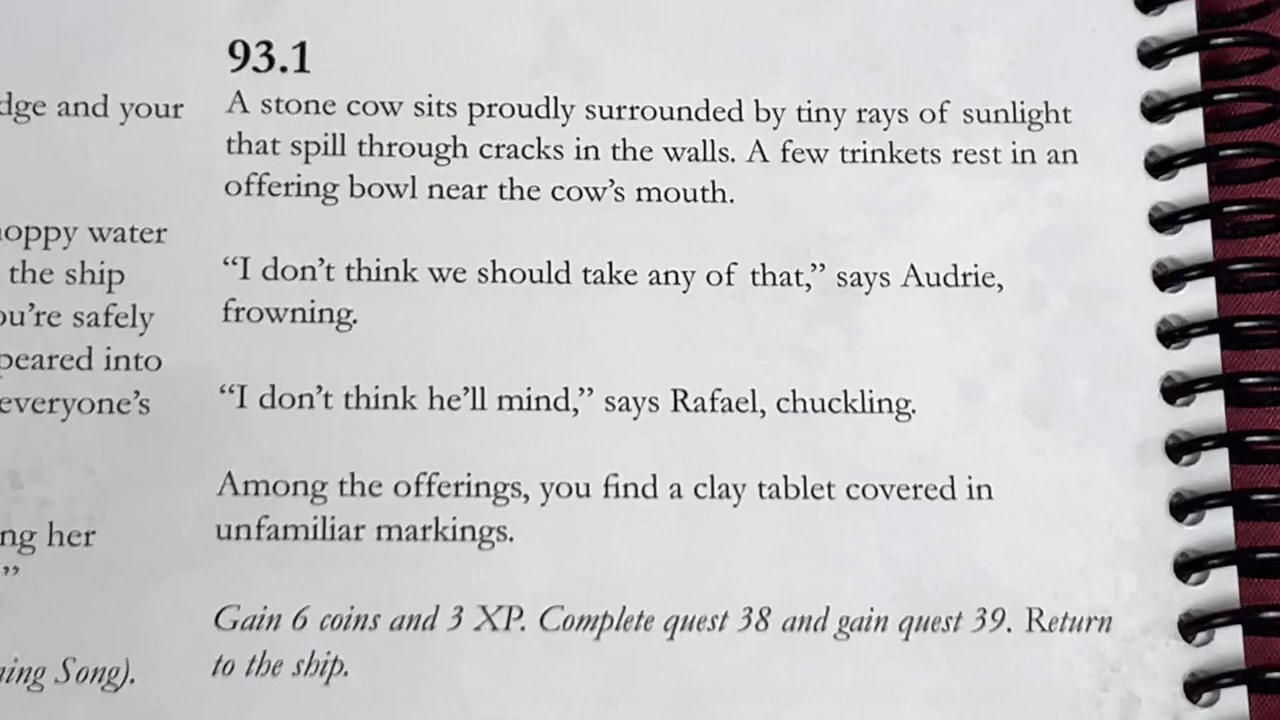 dge and your
oppy water
the ship
ou're safely
peared into
everyone's
ng her
”
ing Song).
93.1
A stone cow sits proudly surrounded by tiny rays of sunlight
that spill through cracks in the walls. A few trinkets rest in an
offering bowl near the cow’s mouth.
“I don’t think we should take any of that,” says Audrie,
frowning.
“I don’t think he’ll mind,” says Rafael, chuckling.
Among the offerings, you find a clay tablet covered in
unfamiliar markings.
Gain 6 coins and 3 XP. Complete quest 38 and gain quest 39. Return
to the ship.